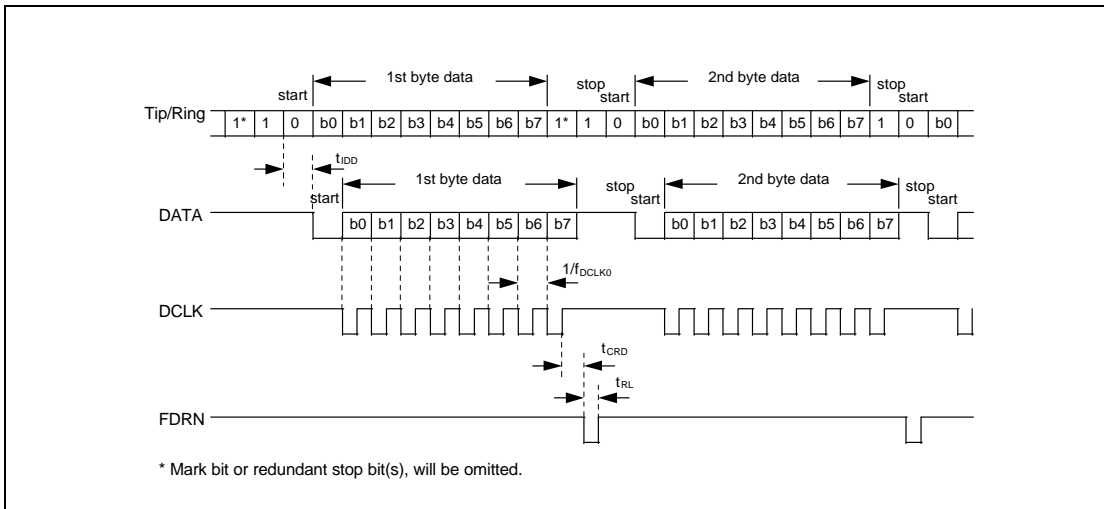 1st byte data
2nd byte data
start
stop
start
stop
start
Tip/Ring
1* 1 0 b0 b1 b2 b3 b4 b5 b6 b7 1* 1 0 b0 b1 b2 b3 b4 b5 b6 b7 1 0 b0
tIDD
1st byte data
2nd byte data
start
stop
start
stop
start
DATA
b0 b1 b2 b3 b4 b5 b6 b7 b0 b1 b2 b3 b4 b5 b6 b7
1/fDCLK0
DCLK
tCRD
tRL
FDRN
* Mark bit or redundant stop bit(s), will be omitted.